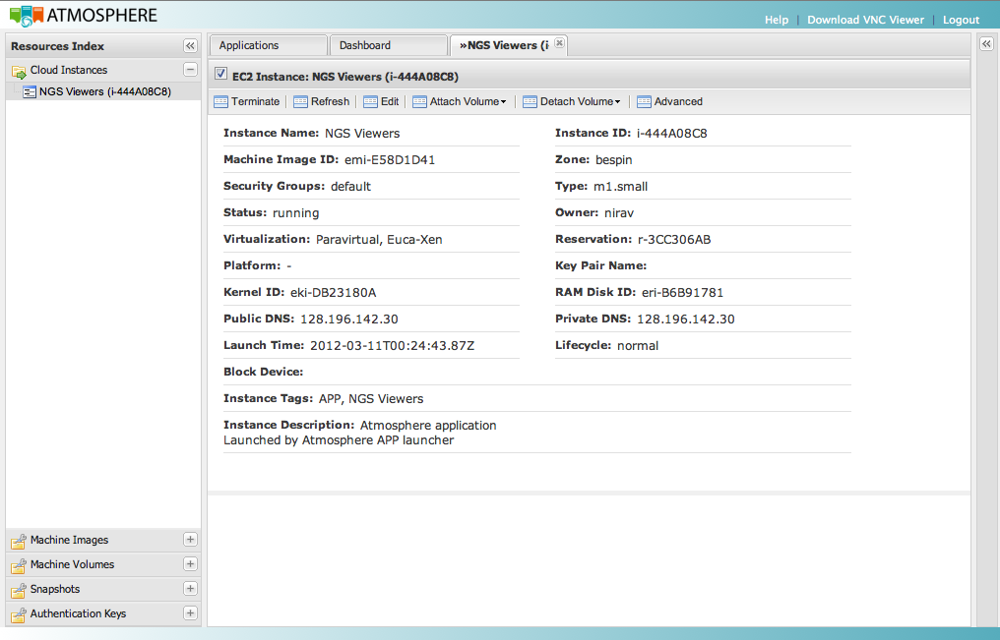 ATMOSPHERE
Help | Download VNC Viewer | Logout
Resources Index
Cloud Instances
NGS Viewers (i-444A08C8)
Machine Images
Machine Volumes
Snapshots
Authentication Keys
Applications
Dashboard
»NGS Viewers (i
EC2 Instance: NGS Viewers (i-444A08C8)
Terminate | Refresh | Edit | Attach Volume | Detach Volume | Advanced
Instance Name: NGS Viewers
Instance ID: i-444A08C8
Machine Image ID: emi-E58D1D41
Zone: bespin
Security Groups: default
Type: m1.small
Status: running
Owner: nirav
Virtualization: Paravirtual, Euca-Xen
Reservation: r-3CC306AB
Platform: -
Key Pair Name:
Kernel ID: eki-DB23180A
RAM Disk ID: eri-B6B91781
Public DNS: 128.196.142.30
Private DNS: 128.196.142.30
Launch Time: 2012-03-11T00:24:43.87Z
Lifecycle: normal
Block Device:
Instance Tags: APP, NGS Viewers
Instance Description: Atmosphere application
Launched by Atmosphere APP launcher